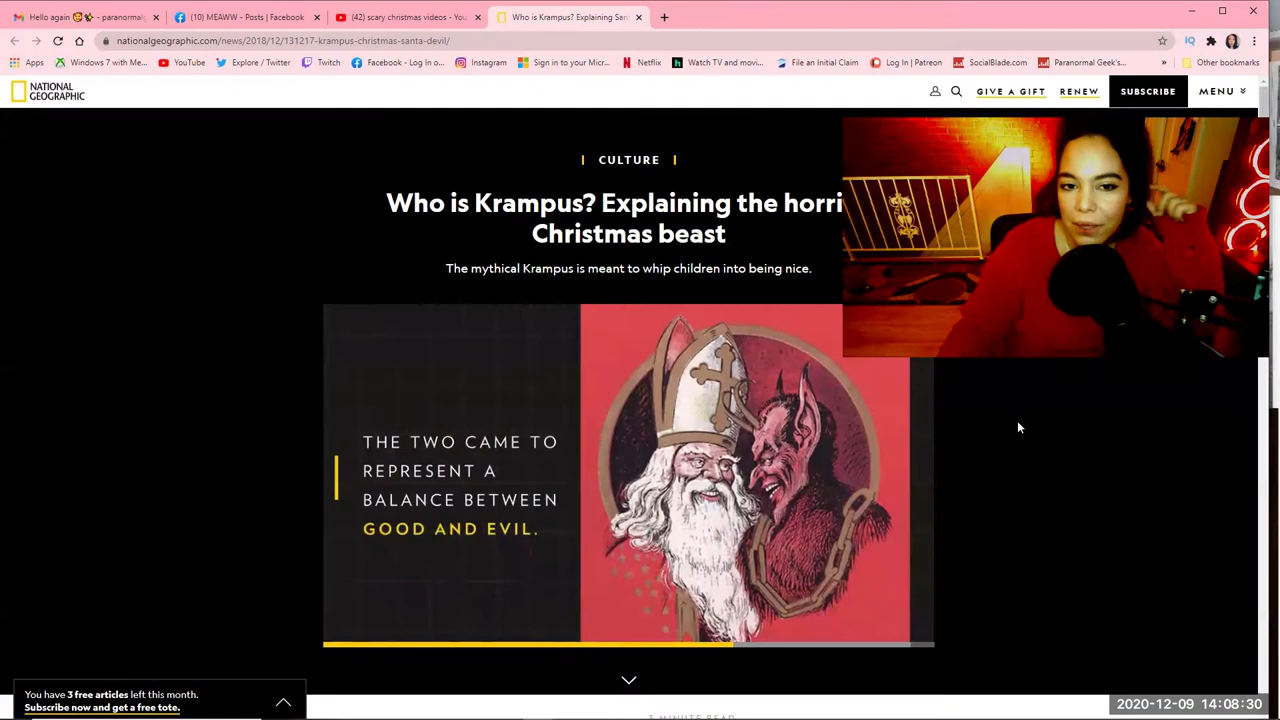 Hello again
- paranormal
(10) MEAWW - Posts | Facebook
(42) scary christmas videos - You
Who is Krampus? Explaining San
nationalgeographic.com/news/2018/12/131217-krampus-christmas-santa-devil/
Apps
Windows 7 with Me...
YouTube
Explore / Twitter
Twitch
Facebook - Log In o...
Instagram
Sign in to your Micr...
Netflix
Watch TV and movi...
File an Initial Claim
Log In | Patreon
SocialBlade.com
Paranormal Geek's...
»
Other bookmarks
NATIONAL
GEOGRAPHIC
GIVE A GIFT
RENEW
SUBSCRIBE
MENU
CULTURE
Who is Krampus? Explaining the horri
Christmas beast
The mythical Krampus is meant to whip children into being nice.
THE TWO CAME TO
REPRESENT A
BALANCE BETWEEN
GOOD AND EVIL.
You have 3 free articles left this month.
Subscribe now and get a free tote.
3 MINUTE READ
2020-12-09 14:08:30